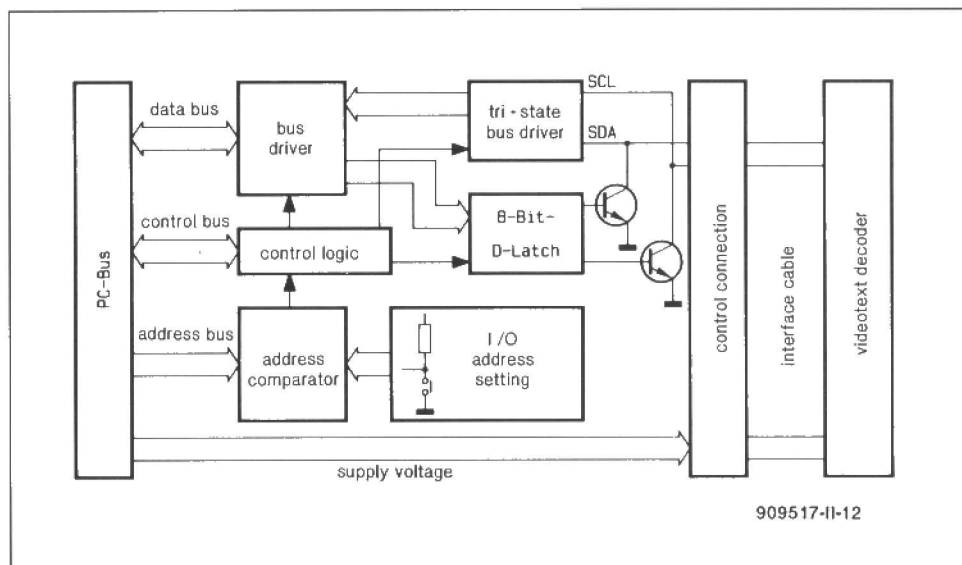 PC-Bus
data bus
control bus
address bus
bus
driver
control logic
address
comparator
tri-state
bus driver
SCL
SDA
8-Bit-
D-Latch
I/O
address
setting
supply voltage
control connection
interface cable
videotext decoder
909517-II-12